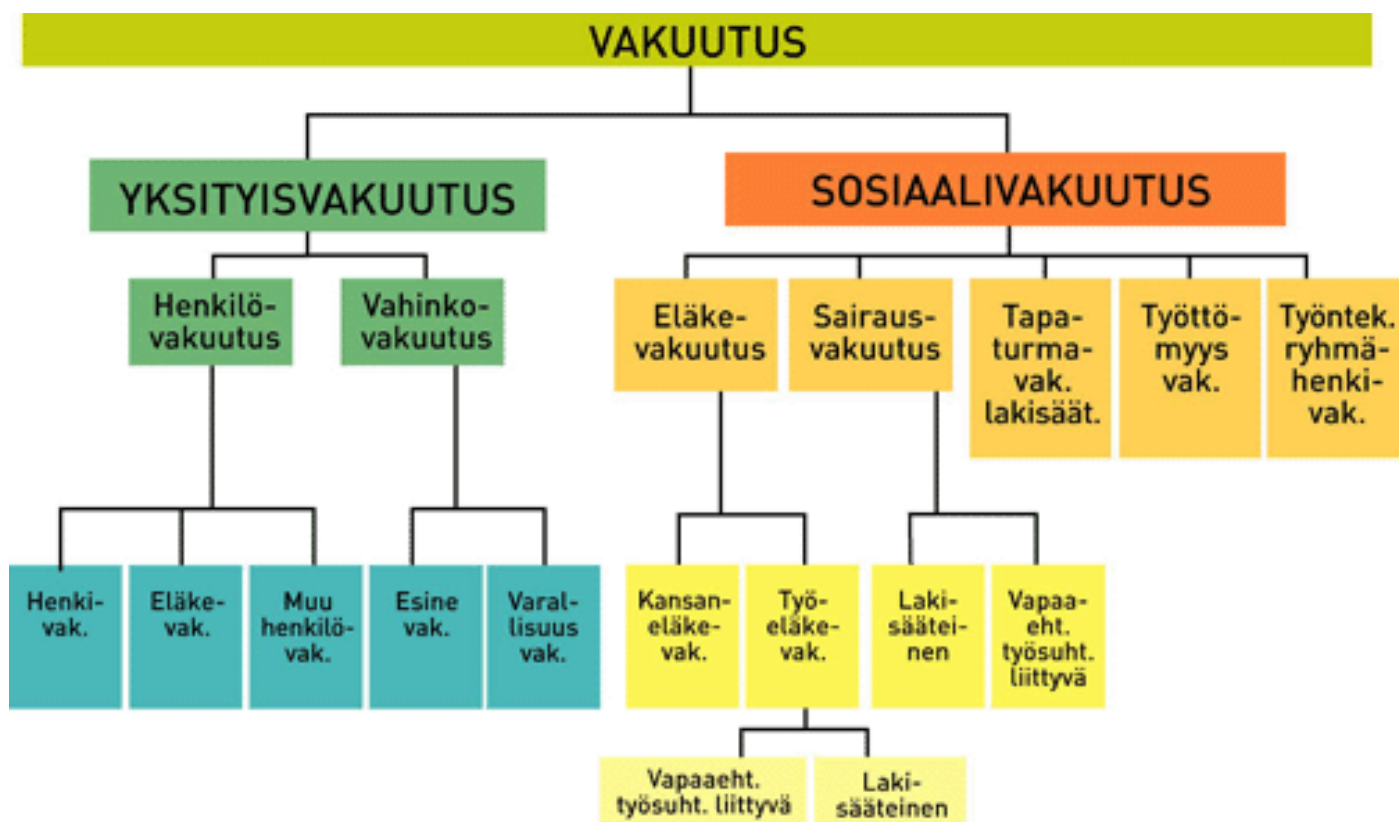 VAKUUTUS
YKSITYISVAKUUTUS
SOSIAALIVAKUUTUS
Henkilö-
vakuutus
Vahinko-
vakuutus
Eläke-
vakuutus
Sairaus-
vakuutus
Tapa-
turma-
vak.
lakisäät.
Työttö-
myys
vak.
Työntek.
ryhmä-
henki-
vak.
Henki-
vak.
Eläke-
vak.
Muu
henkilö-
vak.
Esine
vak.
Varal-
lisuus
vak.
Kansan-
eläke-
vak.
Työ-
eläke-
vak.
Laki-
säätei-
nen
Vapaa-
eht.
työsuht.
liittyvä
Vapaaeht.
työsuht. liittyvä
Laki-
sääteinen